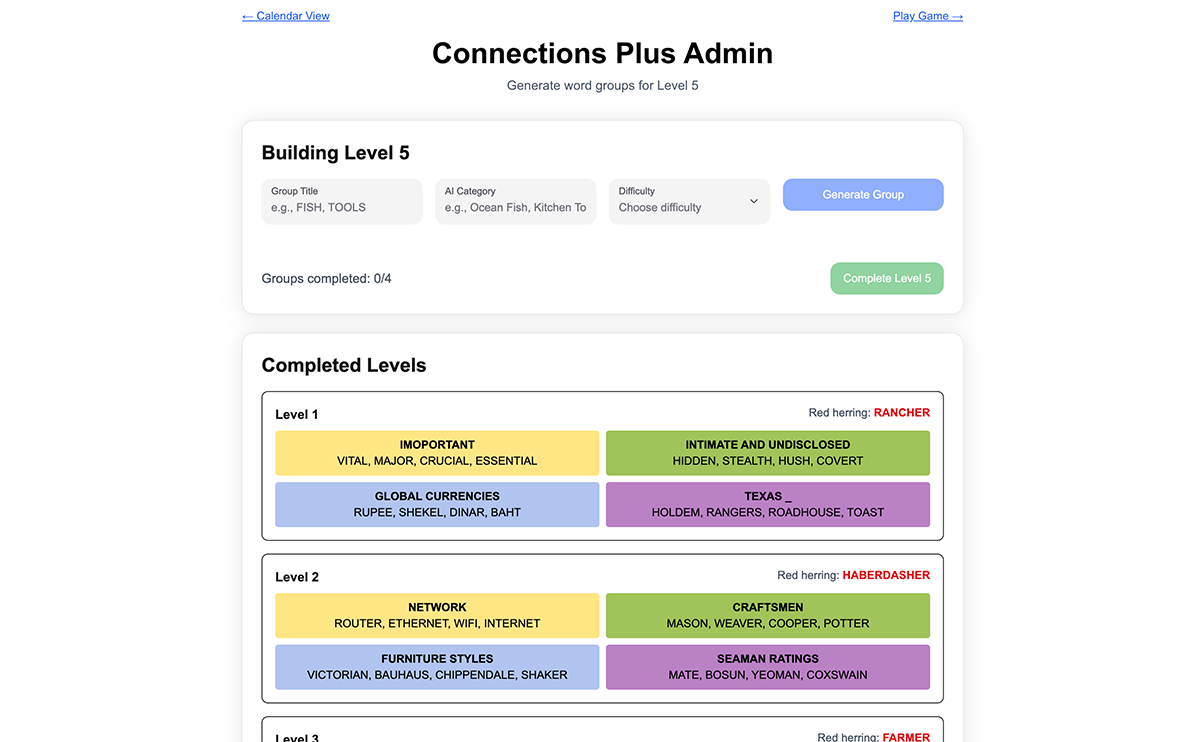 ← Calendar View
Play Game →
Connections Plus Admin
Generate word groups for Level 5
Building Level 5
Group Title
e.g., FISH, TOOLS
AI Category
e.g., Ocean Fish, Kitchen To
Difficulty
Choose difficulty
Generate Group
Groups completed: 0/4
Complete Level 5
Completed Levels
Level 1
Red herring: RANCHER
IMOPORTANT
VITAL, MAJOR, CRUCIAL, ESSENTIAL
INTIMATE AND UNDISCLOSED
HIDDEN, STEALTH, HUSH, COVERT
GLOBAL CURRENCIES
RUPEE, SHEKEL, DINAR, BAHT
TEXAS _
HOLDEM, RANGERS, ROADHOUSE, TOAST
Level 2
Red herring: HABERDASHER
NETWORK
ROUTER, ETHERNET, WIFI, INTERNET
CRAFTSMEN
MASON, WEAVER, COOPER, POTTER
FURNITURE STYLES
VICTORIAN, BAUHAUS, CHIPPENDALE, SHAKER
SEAMAN RATINGS
MATE, BOSUN, YEOMAN, COXSWAIN
Level 3
Red herring: FARMER